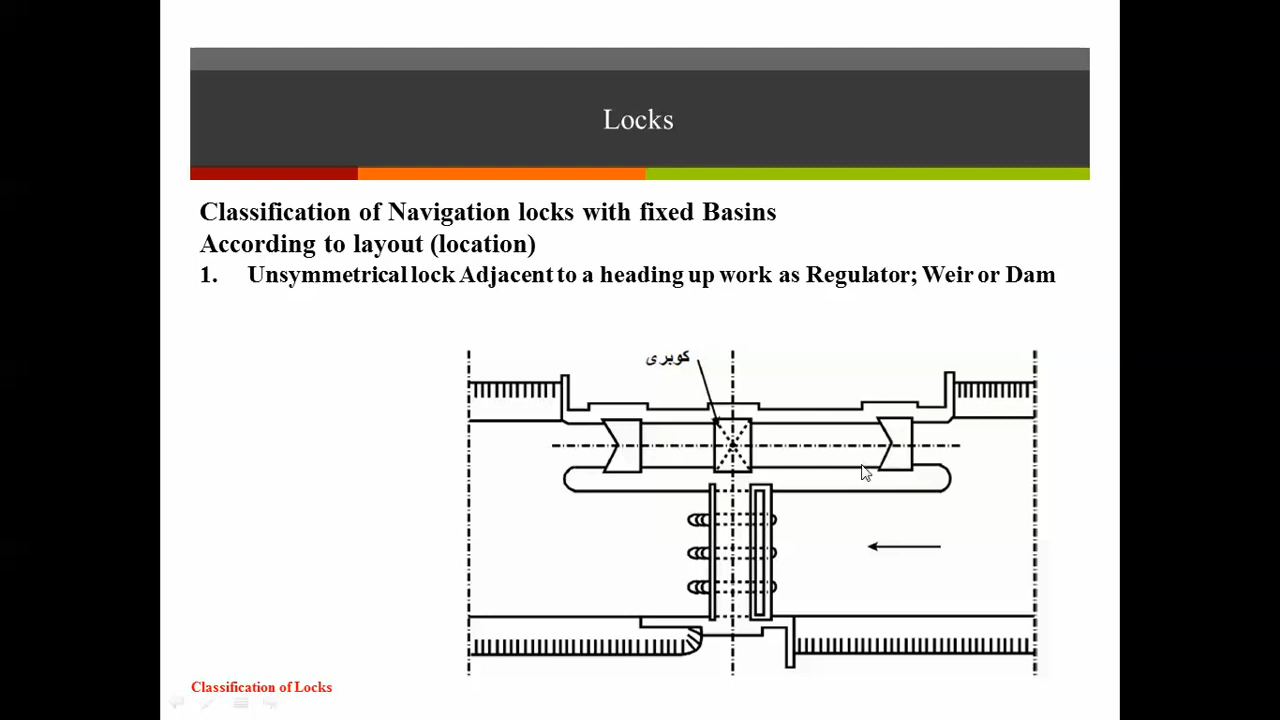 Locks
Classification of Navigation locks with fixed Basins
According to layout (location)
1. Unsymmetrical lock Adjacent to a heading up work as Regulator; Weir or Dam
كوبرى
Classification of Locks